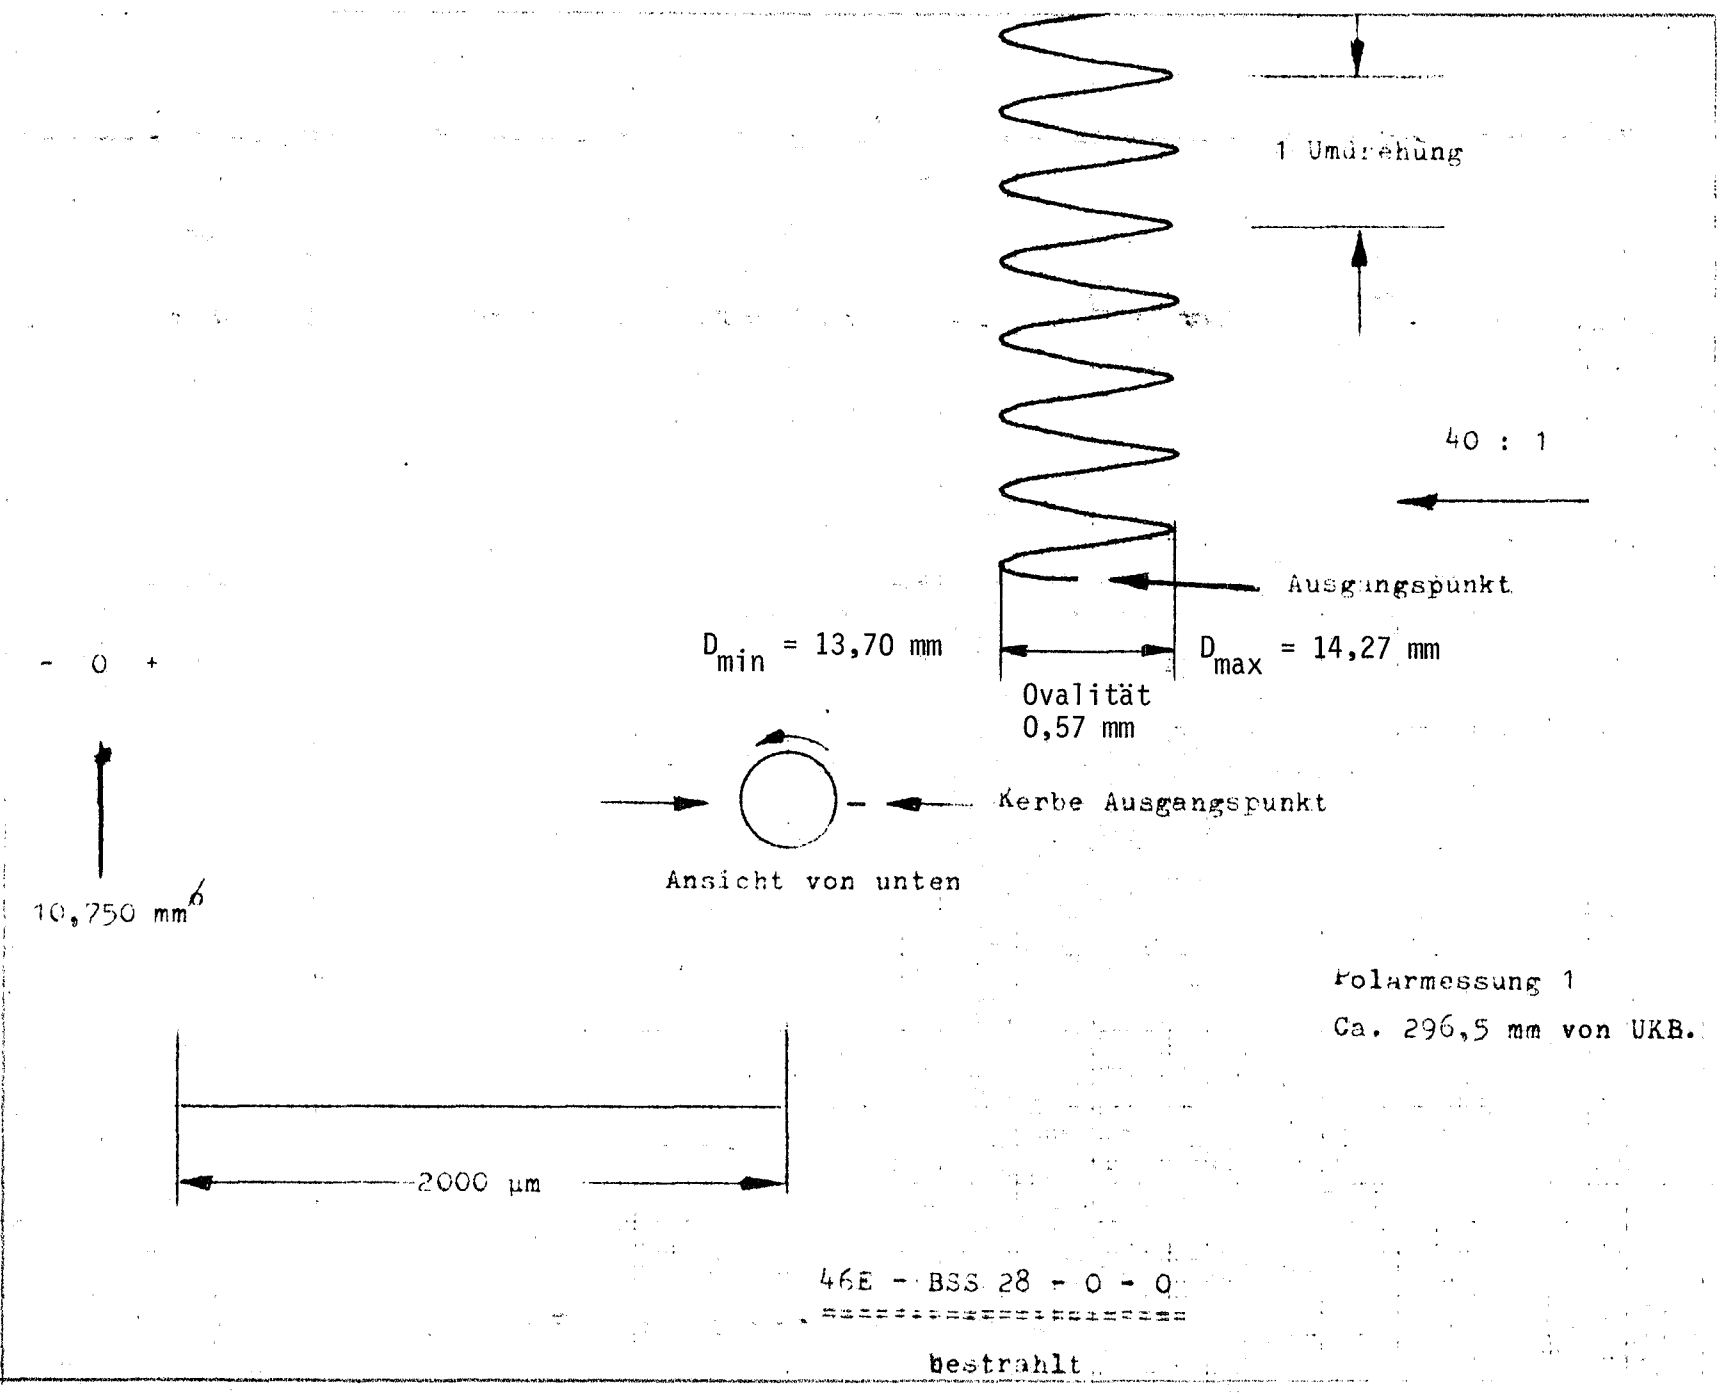 1 Umdrehung
40 : 1
Ausgangspunkt
- 0 +
D_min = 13,70 mm
D_max = 14,27 mm
Ovalität
0,57 mm
Kerbe Ausgangspunkt
Ansicht von unten
10,750 mm ϕ
Polarmessung 1
Ca. 296,5 mm von UKB.
2000 µm
46E - BSS 28 - 0 - 0
====================
bestrahlt